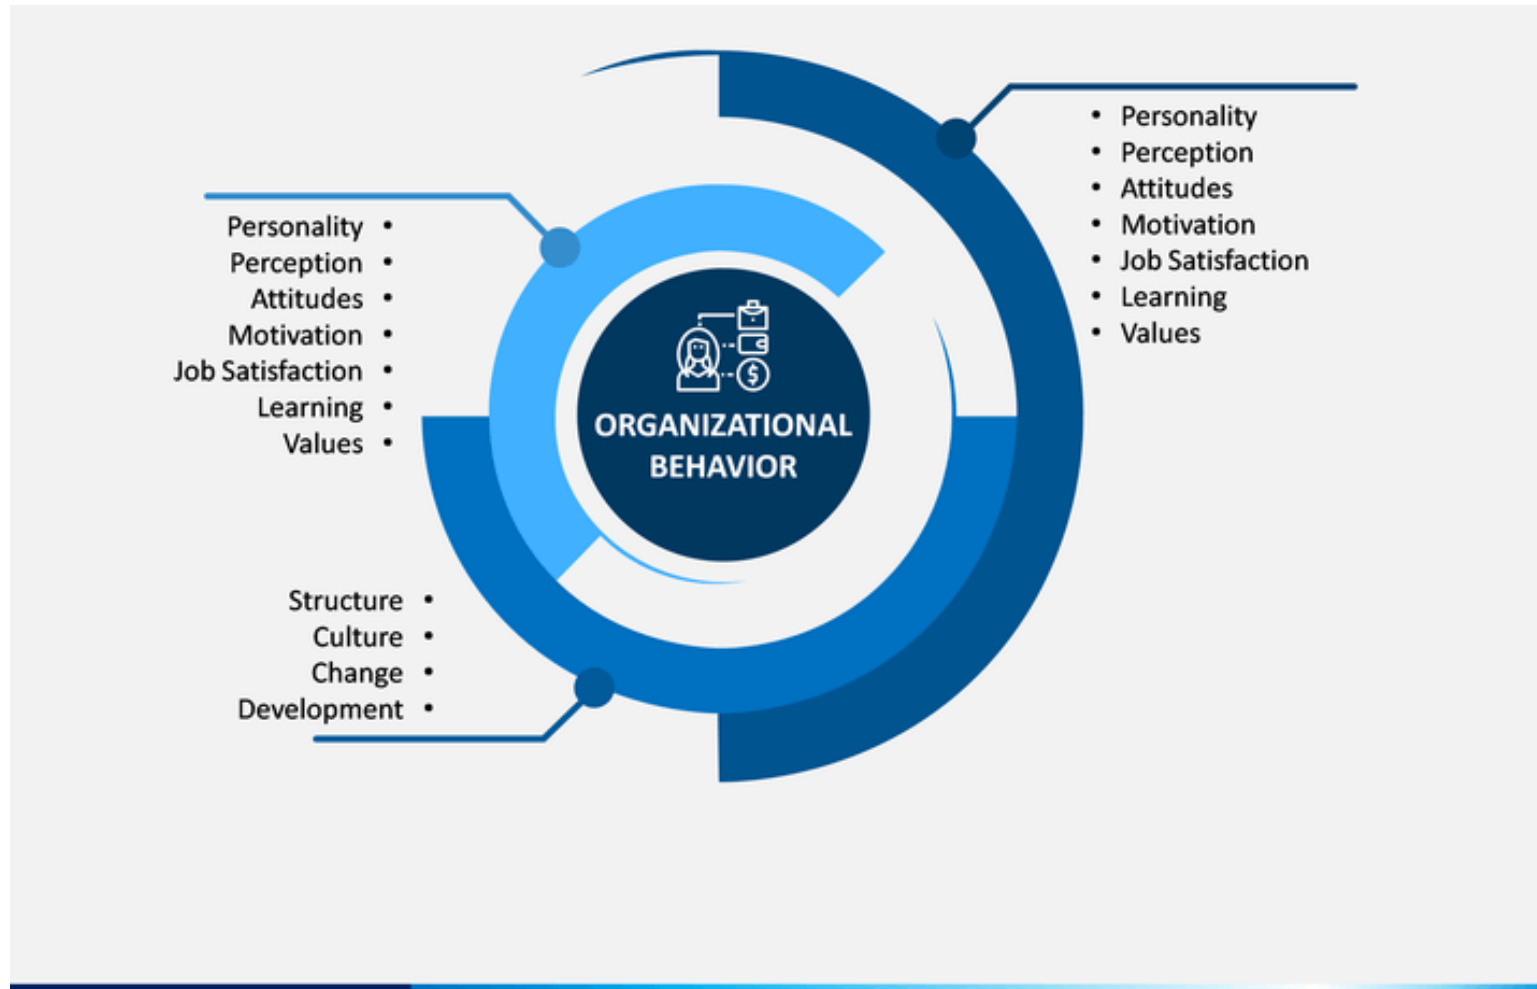 Personality
Perception
Attitudes
Motivation
Job Satisfaction
Learning
Values
ORGANIZATIONAL
BEHAVIOR
$
Structure
Culture
Change
Development
Personality
Perception
Attitudes
Motivation
Job Satisfaction
Learning
Values